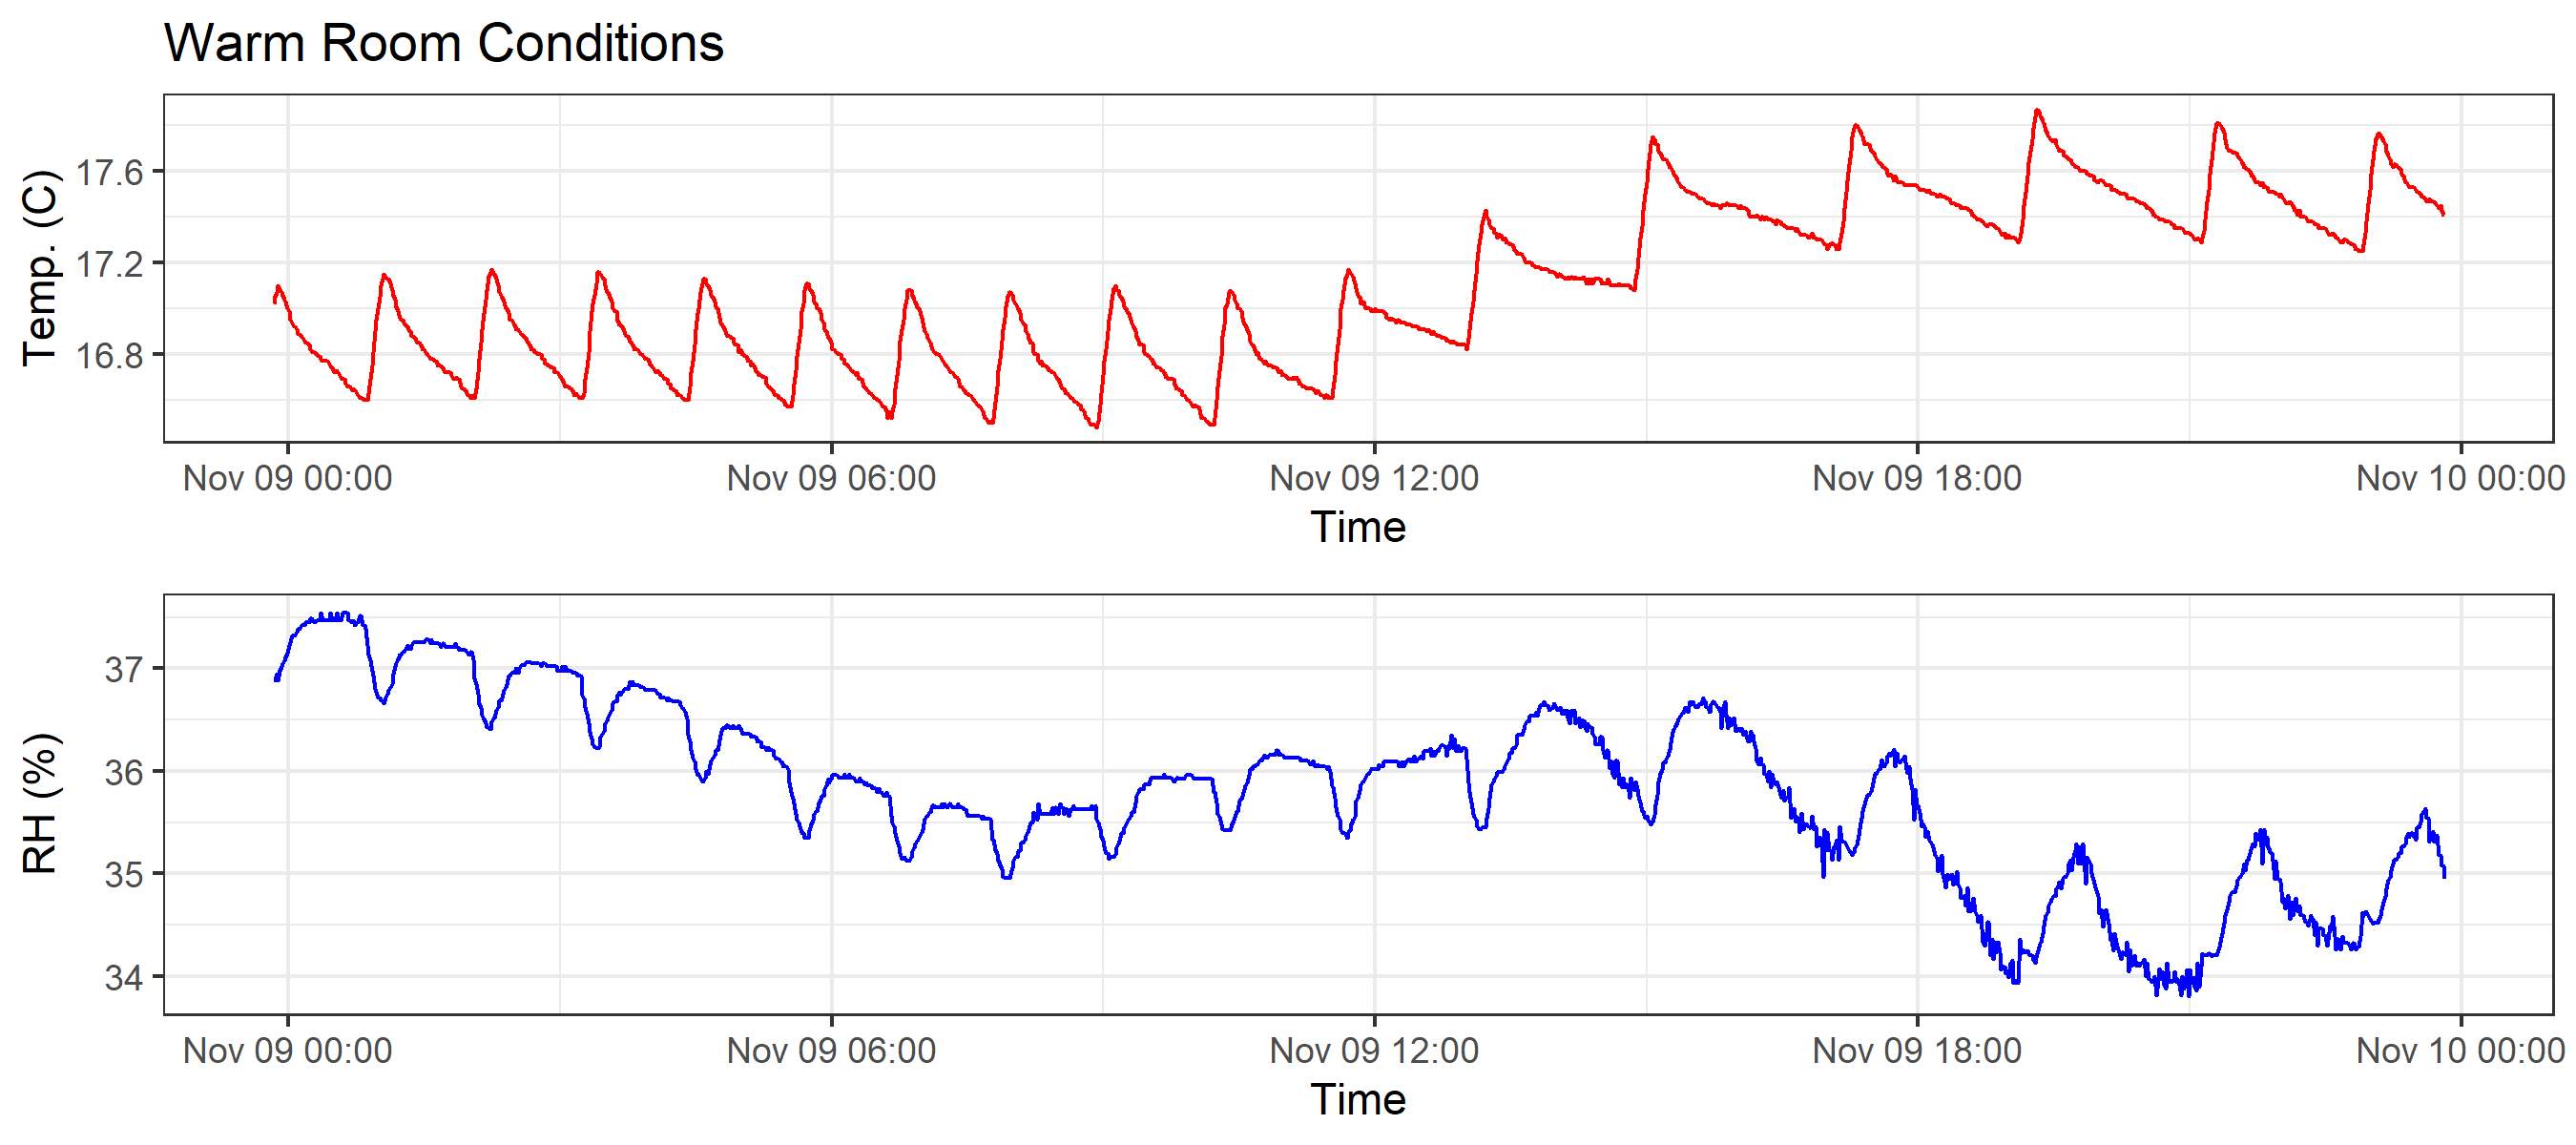 Warm Room Conditions
Temp. (C)
17.6
17.2
16.8
Nov 09 00:00 Nov 09 06:00 Nov 09 12:00 Nov 09 18:00 Nov 10 00:00
Time
RH (%)
37
36
35
34
Nov 09 00:00 Nov 09 06:00 Nov 09 12:00 Nov 09 18:00 Nov 10 00:00
Time